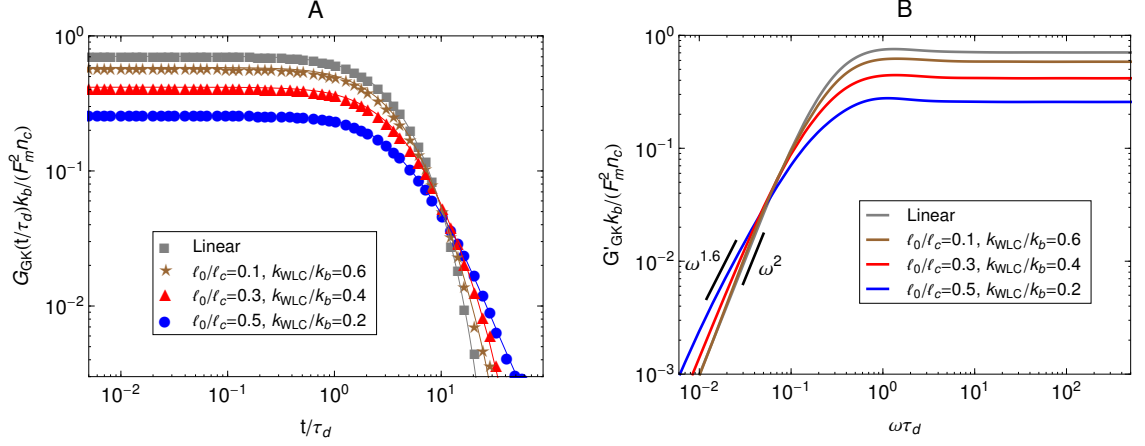 A
G_GK(t/τ_d)k_b/(F_m^2 n_c)
10^0
10^-1
10^-2
Linear
ℓ_0/ℓ_c=0.1, k_WLC/k_b=0.6
ℓ_0/ℓ_c=0.3, k_WLC/k_b=0.4
ℓ_0/ℓ_c=0.5, k_WLC/k_b=0.2
10^-2 10^-1 10^0 10^1
t/τ_d
B
G'_GK k_b/(F_m^2 n_c)
10^0
10^-1
10^-2
10^-3
ω^1.6
ω^2
Linear
ℓ_0/ℓ_c=0.1, k_WLC/k_b=0.6
ℓ_0/ℓ_c=0.3, k_WLC/k_b=0.4
ℓ_0/ℓ_c=0.5, k_WLC/k_b=0.2
10^-2 10^-1 10^0 10^1 10^2
ωτ_d